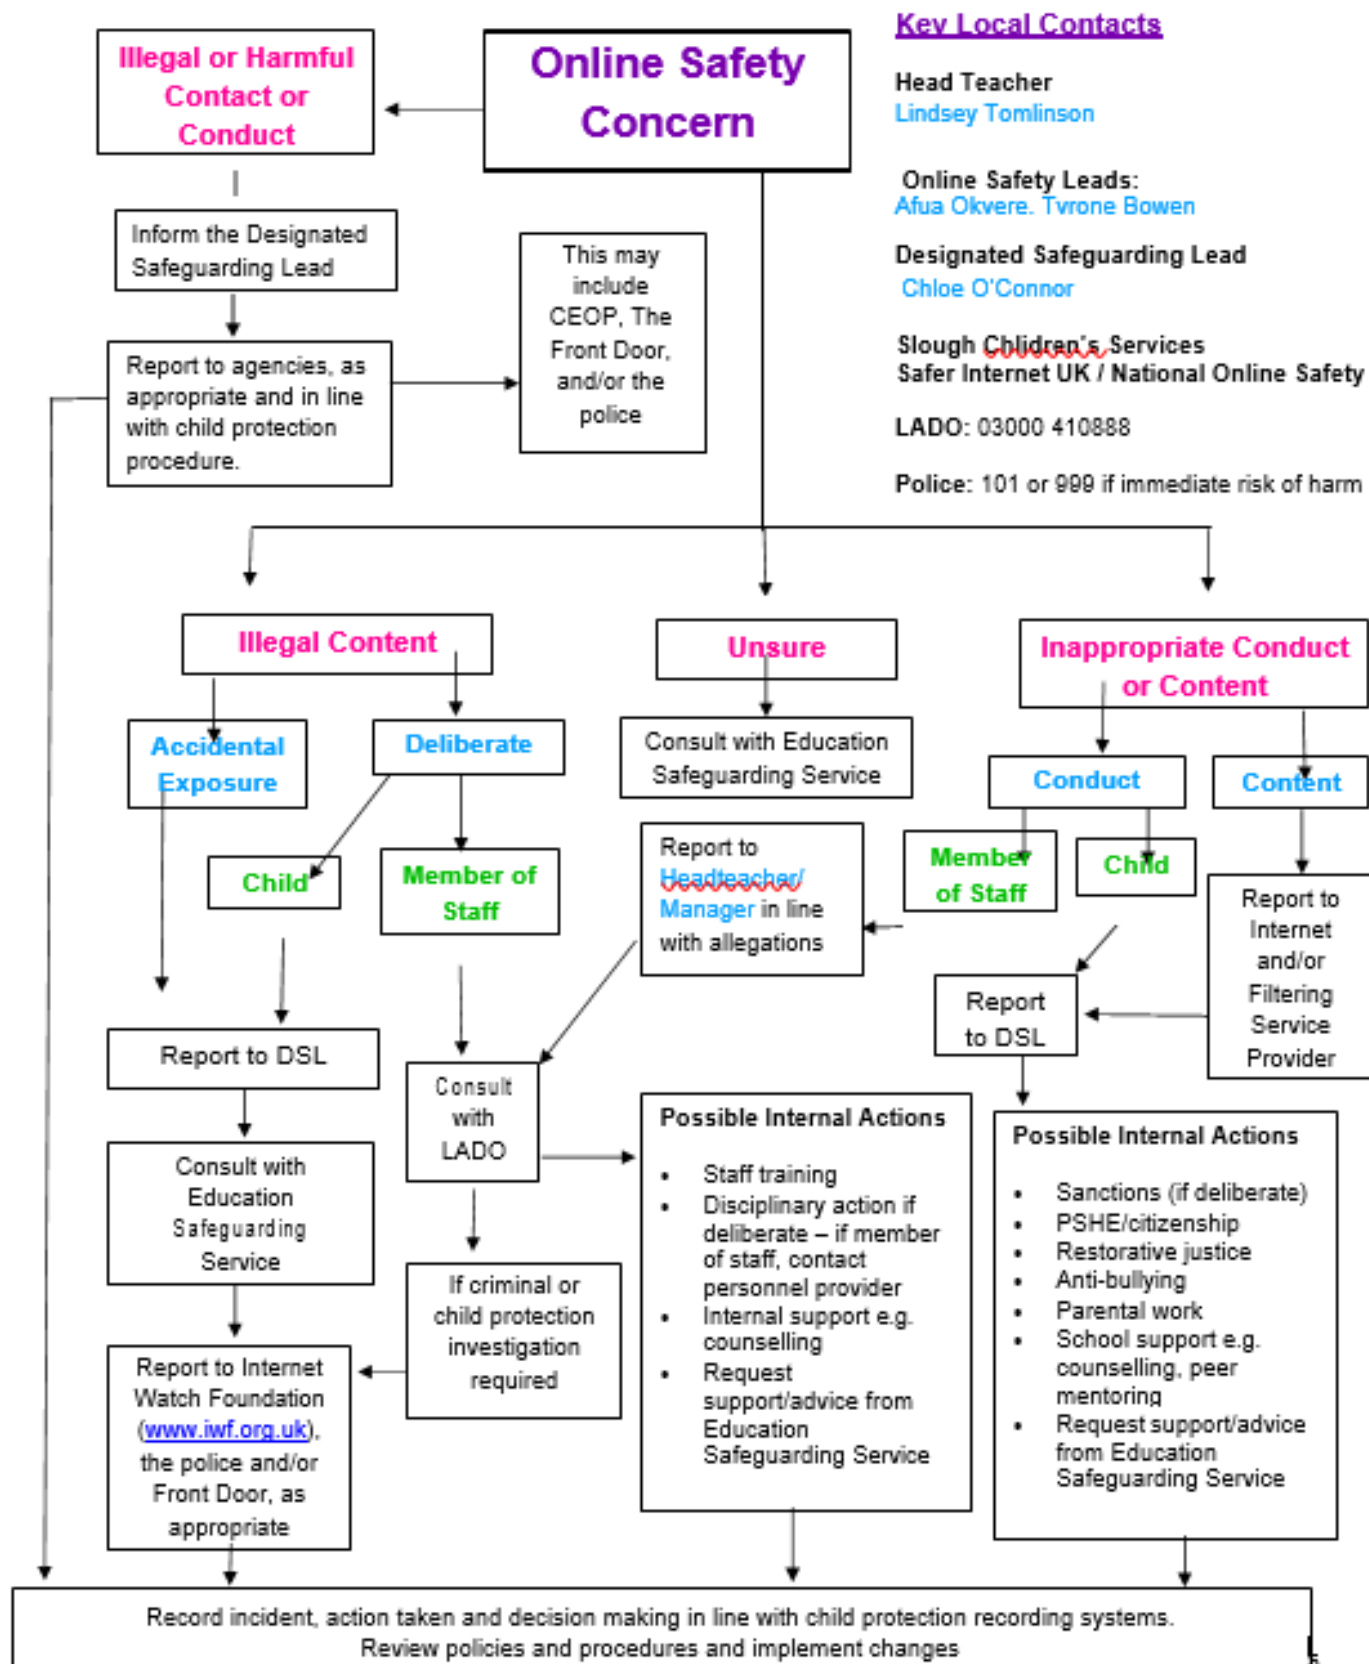 Key Local Contacts
Illegal or Harmful
Contact or
Conduct
Online Safety
Concern
Head Teacher
Lindsey Tomlinson
Online Safety Leads:
Afua Okyere. Tyrone Bowen
Designated Safeguarding Lead
Chloe O'Connor
Slough Chlidren's Services
Safer Internet UK / National Online Safety
LADO: 03000 410888
Police: 101 or 999 if immediate risk of harm
Inform the Designated
Safeguarding Lead
This may
include
CEOP, The
Front Door,
and/or the
police
Report to agencies, as
appropriate and in line
with child protection
procedure.
Illegal Content
Unsure
Inappropriate Conduct
or Content
Accidental
Exposure
Deliberate
Consult with Education
Safeguarding Service
Conduct
Content
Child
Member of
Staff
Report to
Headteacher/
Manager in line
with allegations
Member
of Staff
Child
Report to
Internet
and/or
Filtering
Service
Provider
Report to DSL
Report
to DSL
Consult
with
LADO
Consult with
Education
Safeguarding
Service
If criminal or
child protection
investigation
required
Report to Internet
Watch Foundation
(www.iwf.org.uk),
the police and/or
Front Door, as
appropriate
Possible Internal Actions
• Staff training
• Disciplinary action if
deliberate – if member
of staff, contact
personnel provider
• Internal support e.g.
counselling
• Request
support/advice from
Education
Safeguarding Service
Possible Internal Actions
• Sanctions (if deliberate)
• PSHE/citizenship
• Restorative justice
• Anti-bullying
• Parental work
• School support e.g.
counselling, peer
mentoring
• Request support/advice
from Education
Safeguarding Service
Record incident, action taken and decision making in line with child protection recording systems.
Review policies and procedures and implement changes